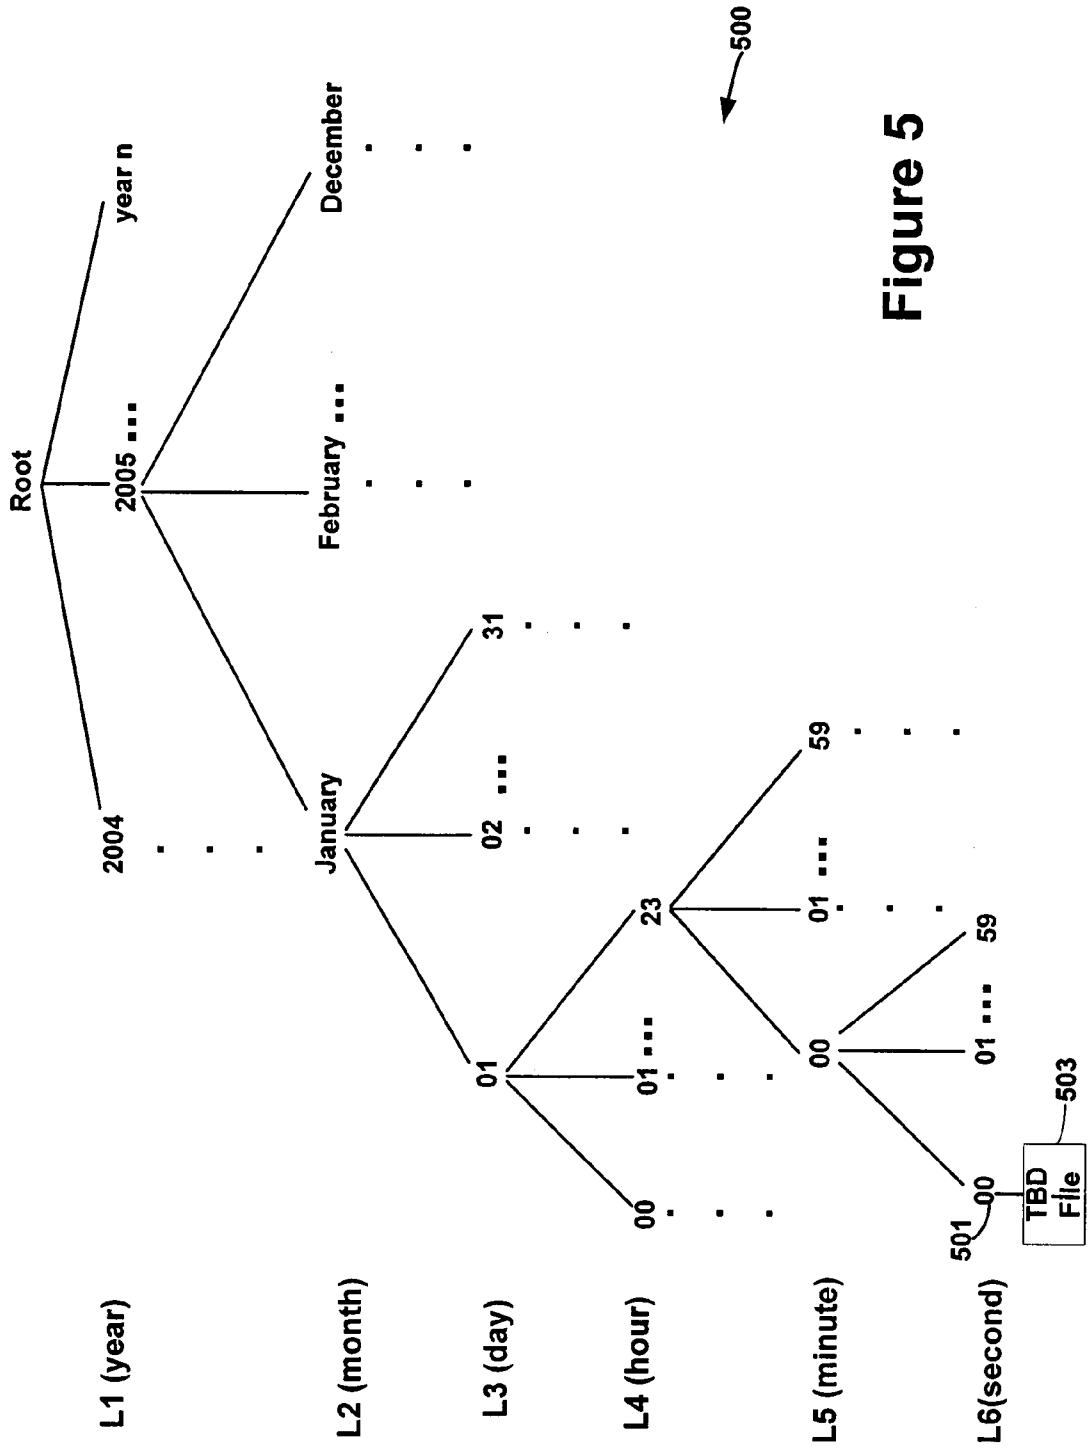 Root
L1 (year)
2004
2005 ...
year n
L2 (month)
January
February ...
December
L3 (day)
01
02 ...
31
L4 (hour)
00
01 ...
23
L5 (minute)
00
01 ...
59
L6(second)
501
00
01 ...
59
TBD
File
503
500
Figure 5